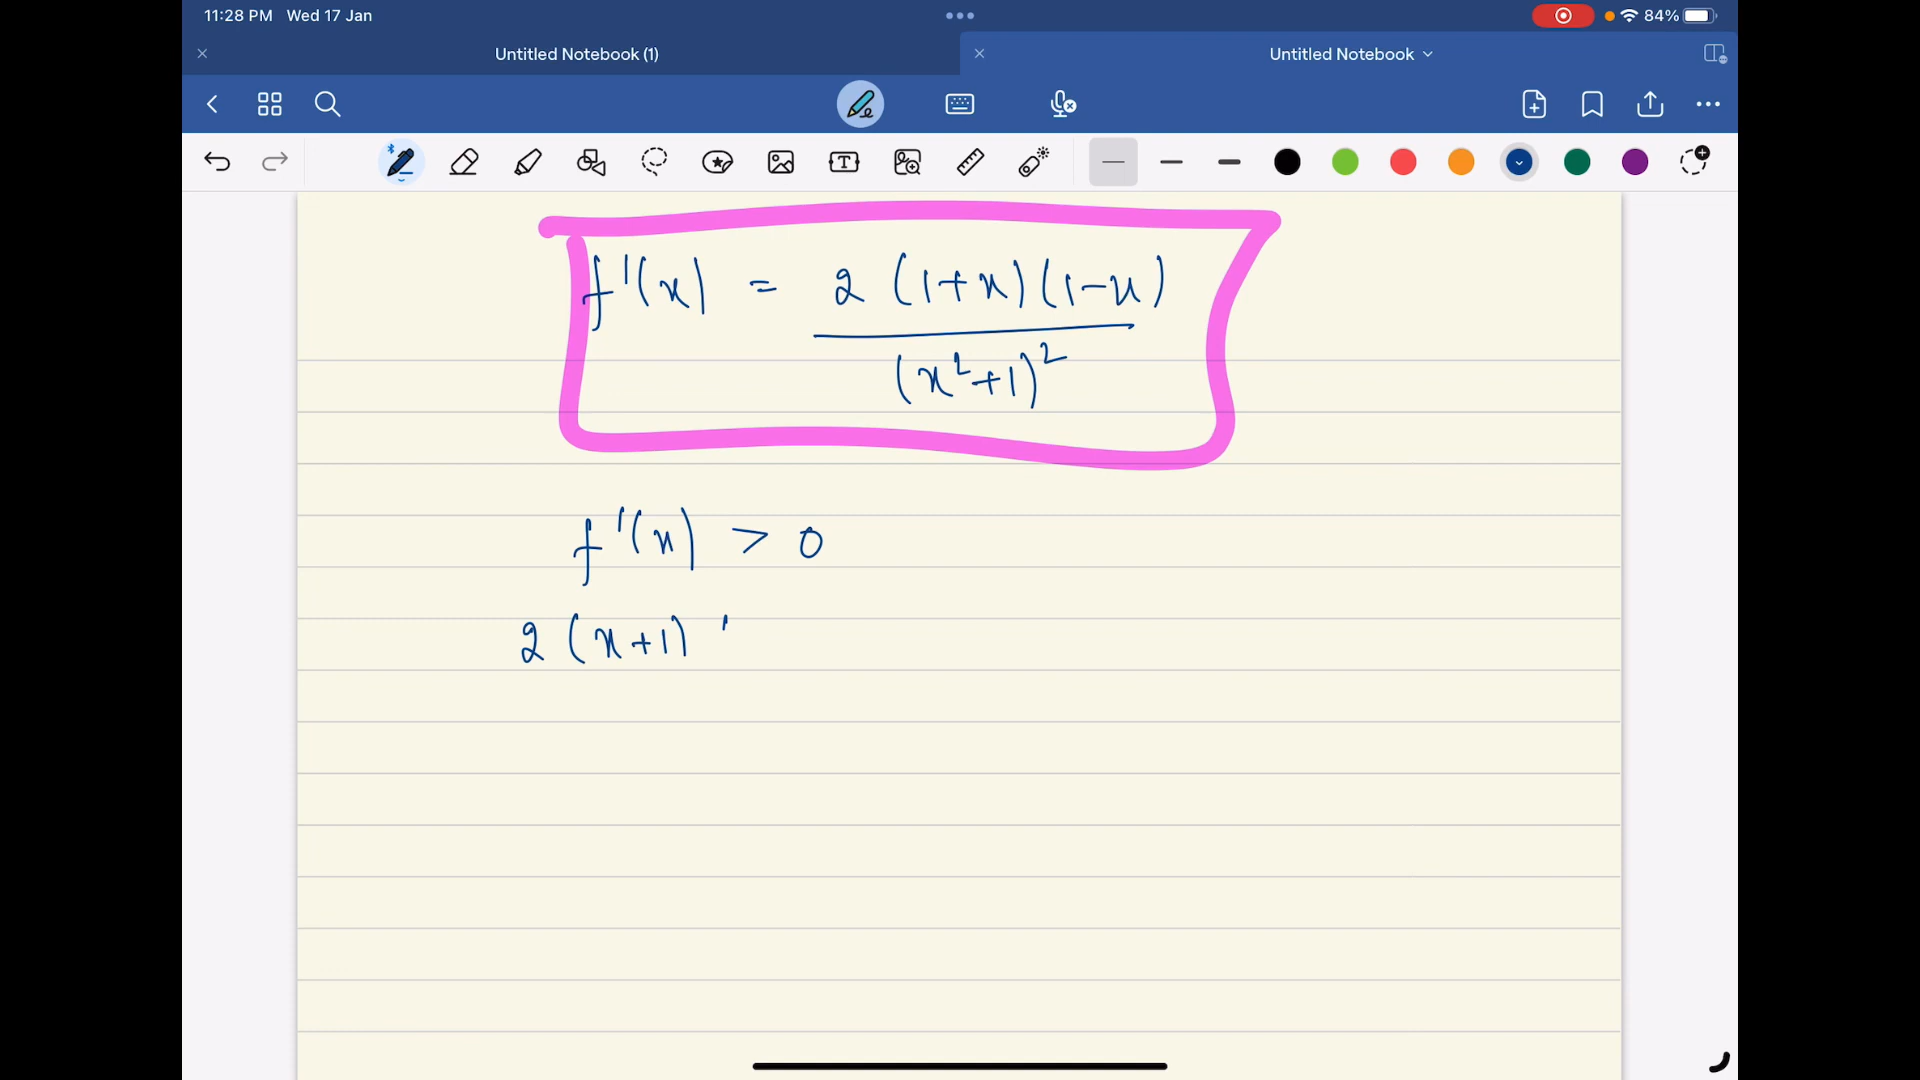 11:28 PM Wed 17 Jan
84%
Untitled Notebook (1)
Untitled Notebook
f'(x) = 2 (1+x)(1-x)
(x²+1)²
f'(x) > 0
2 (x+1) '